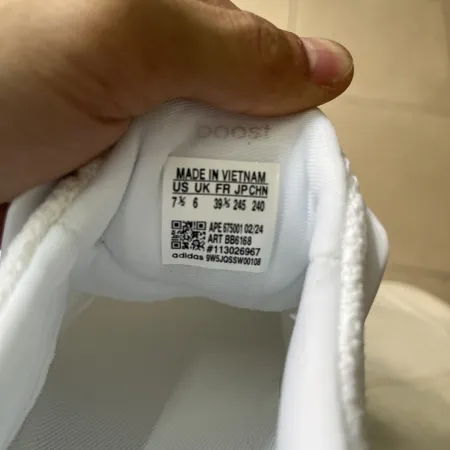 boost
MADE IN VIETNAM
US UK FR JP CHN
7½ 6 39⅓ 245 240
APE 675001 02/24
ART BB6168
#113026967
adidas 9W5JQSSW00108